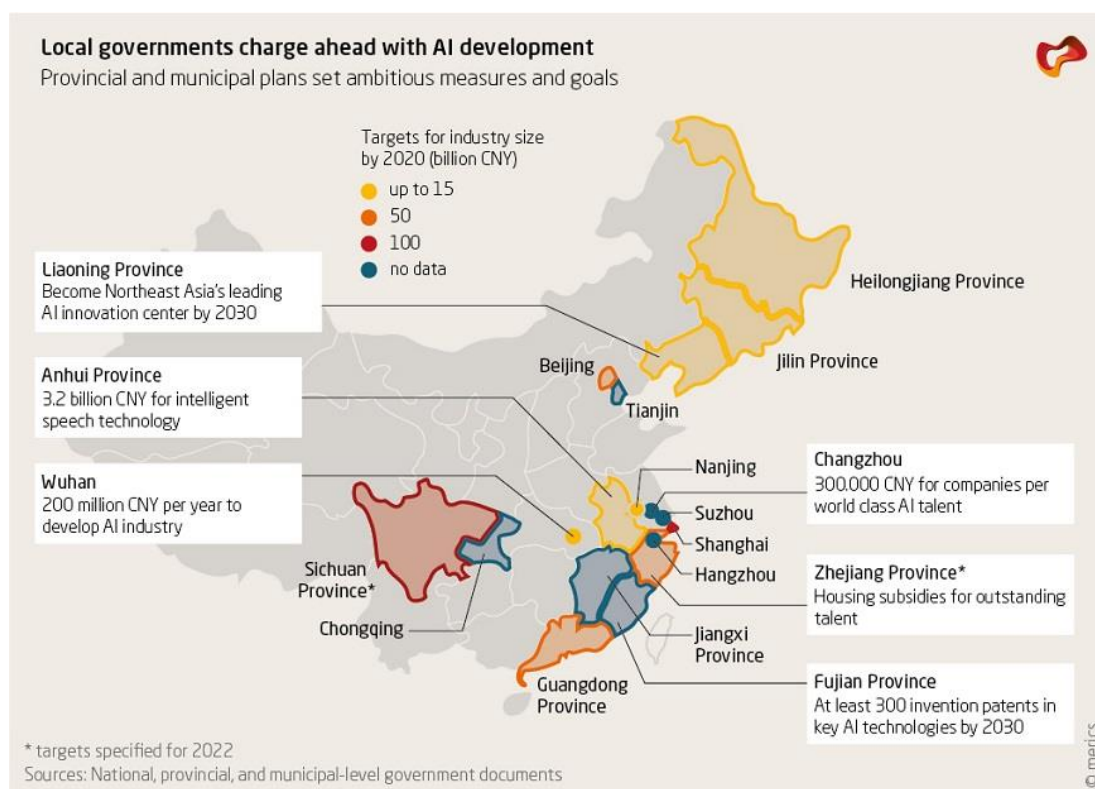 Local governments charge ahead with AI development
Provincial and municipal plans set ambitious measures and goals
Targets for industry size
by 2020 (billion CNY)
up to 15
50
100
no data
Liaoning Province
Become Northeast Asia's leading
AI innovation center by 2030
Anhui Province
3.2 billion CNY for intelligent
speech technology
Wuhan
200 million CNY per year to
develop AI industry
Heilongjiang Province
Jilin Province
Beijing
Tianjin
Nanjing
Suzhou
Shanghai
Hangzhou
Jiangxi
Province
Sichuan
Province*
Chongqing
Guangdong
Province
Changzhou
300.000 CNY for companies per
world class AI talent
Zhejiang Province*
Housing subsidies for outstanding
talent
Fujian Province
At least 300 invention patents in
key AI technologies by 2030
* targets specified for 2022
Sources: National, provincial, and municipal-level government documents
© merics